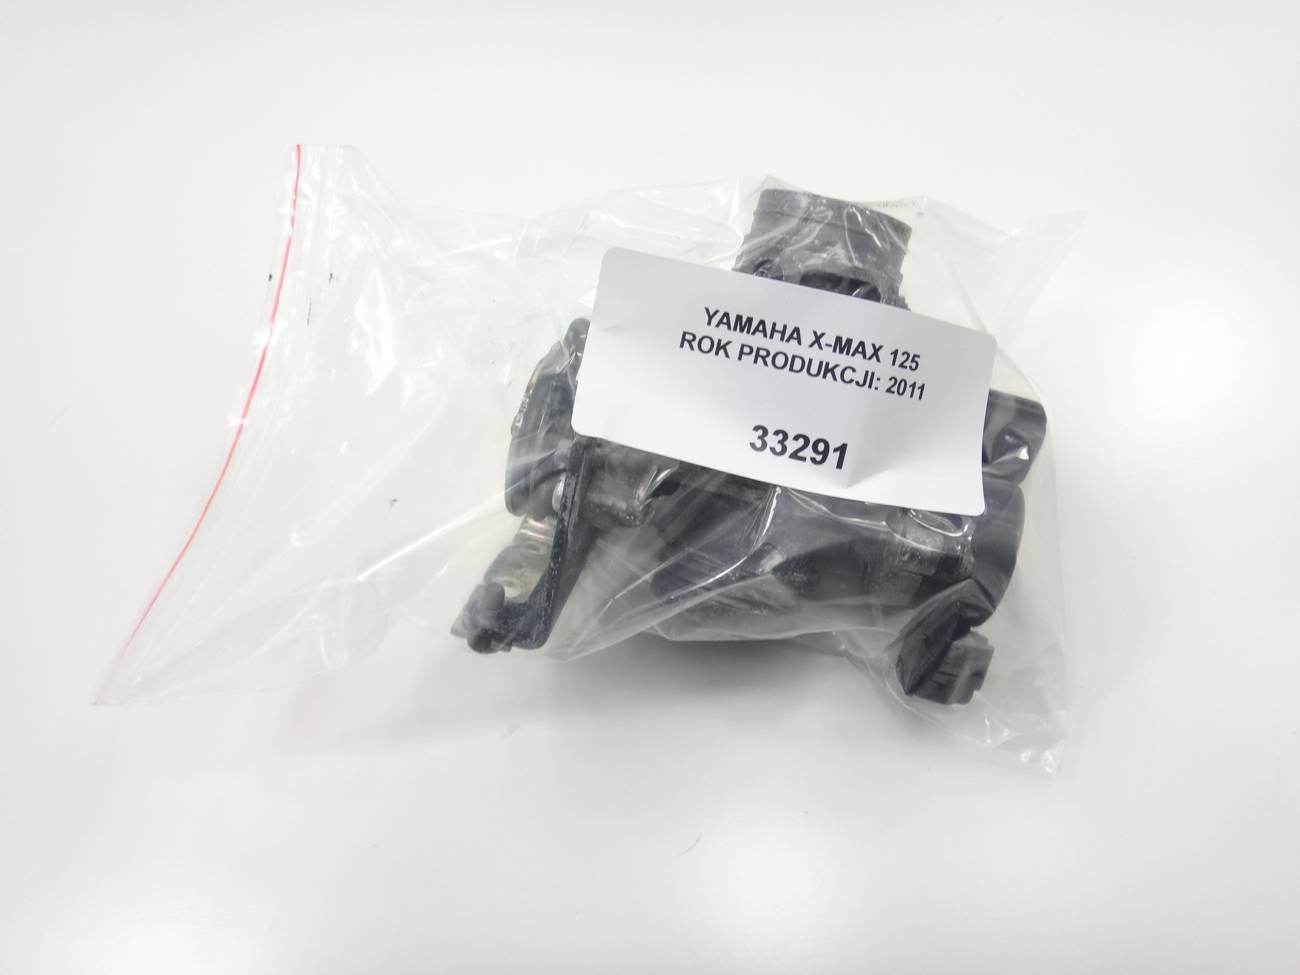 YAMAHA X-MAX 125
ROK PRODUKCJI: 2011
33291